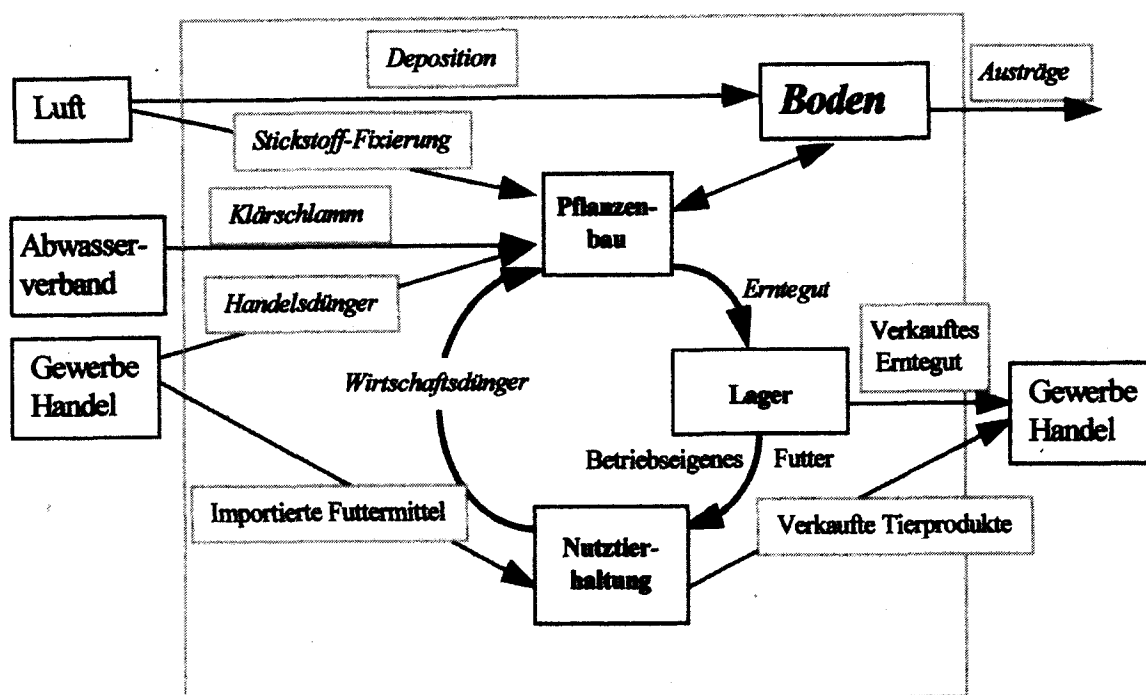 Deposition
Austräge
Luft
Boden
Stickstoff-Fixierung
Pflanzen-
bau
Klärschlamm
Abwasser-
verband
Handelsdünger
Erntegut
Verkauftes
Erntegut
Gewerbe
Handel
Wirtschaftsdünger
Lager
Gewerbe
Handel
Betriebseigenes Futter
Importierte Futtermittel
Verkaufte Tierprodukte
Nutztier-
haltung